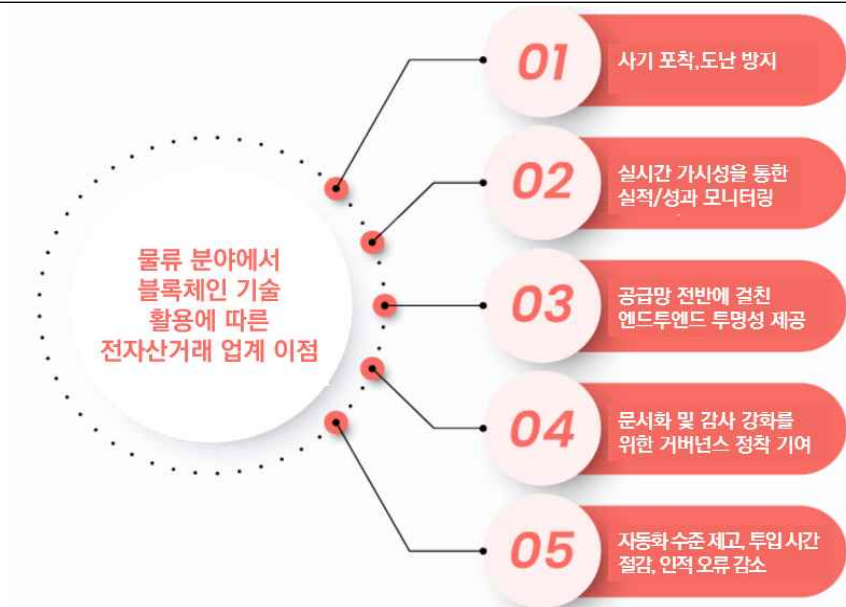 물류 분야에서
블록체인 기술
활용에 따른
전자산거래 업계 이점
01
사기 포착,도난 방지
02
실시간 가시성을 통한
실적/성과 모니터링
03
공급망 전반에 걸친
엔드투엔드 투명성 제공
04
문서화 및 감사 강화를
위한 거버넌스 정착 기여
05
자동화 수준 제고, 투입 시간
절감, 인적 오류 감소